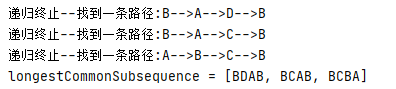 递归终止--找到一条路径:B-->A-->D-->B
递归终止--找到一条路径:B-->A-->C-->B
递归终止--找到一条路径:A-->B-->C-->B
longestCommonSubsequence = [BDAB, BCAB, BCBA]